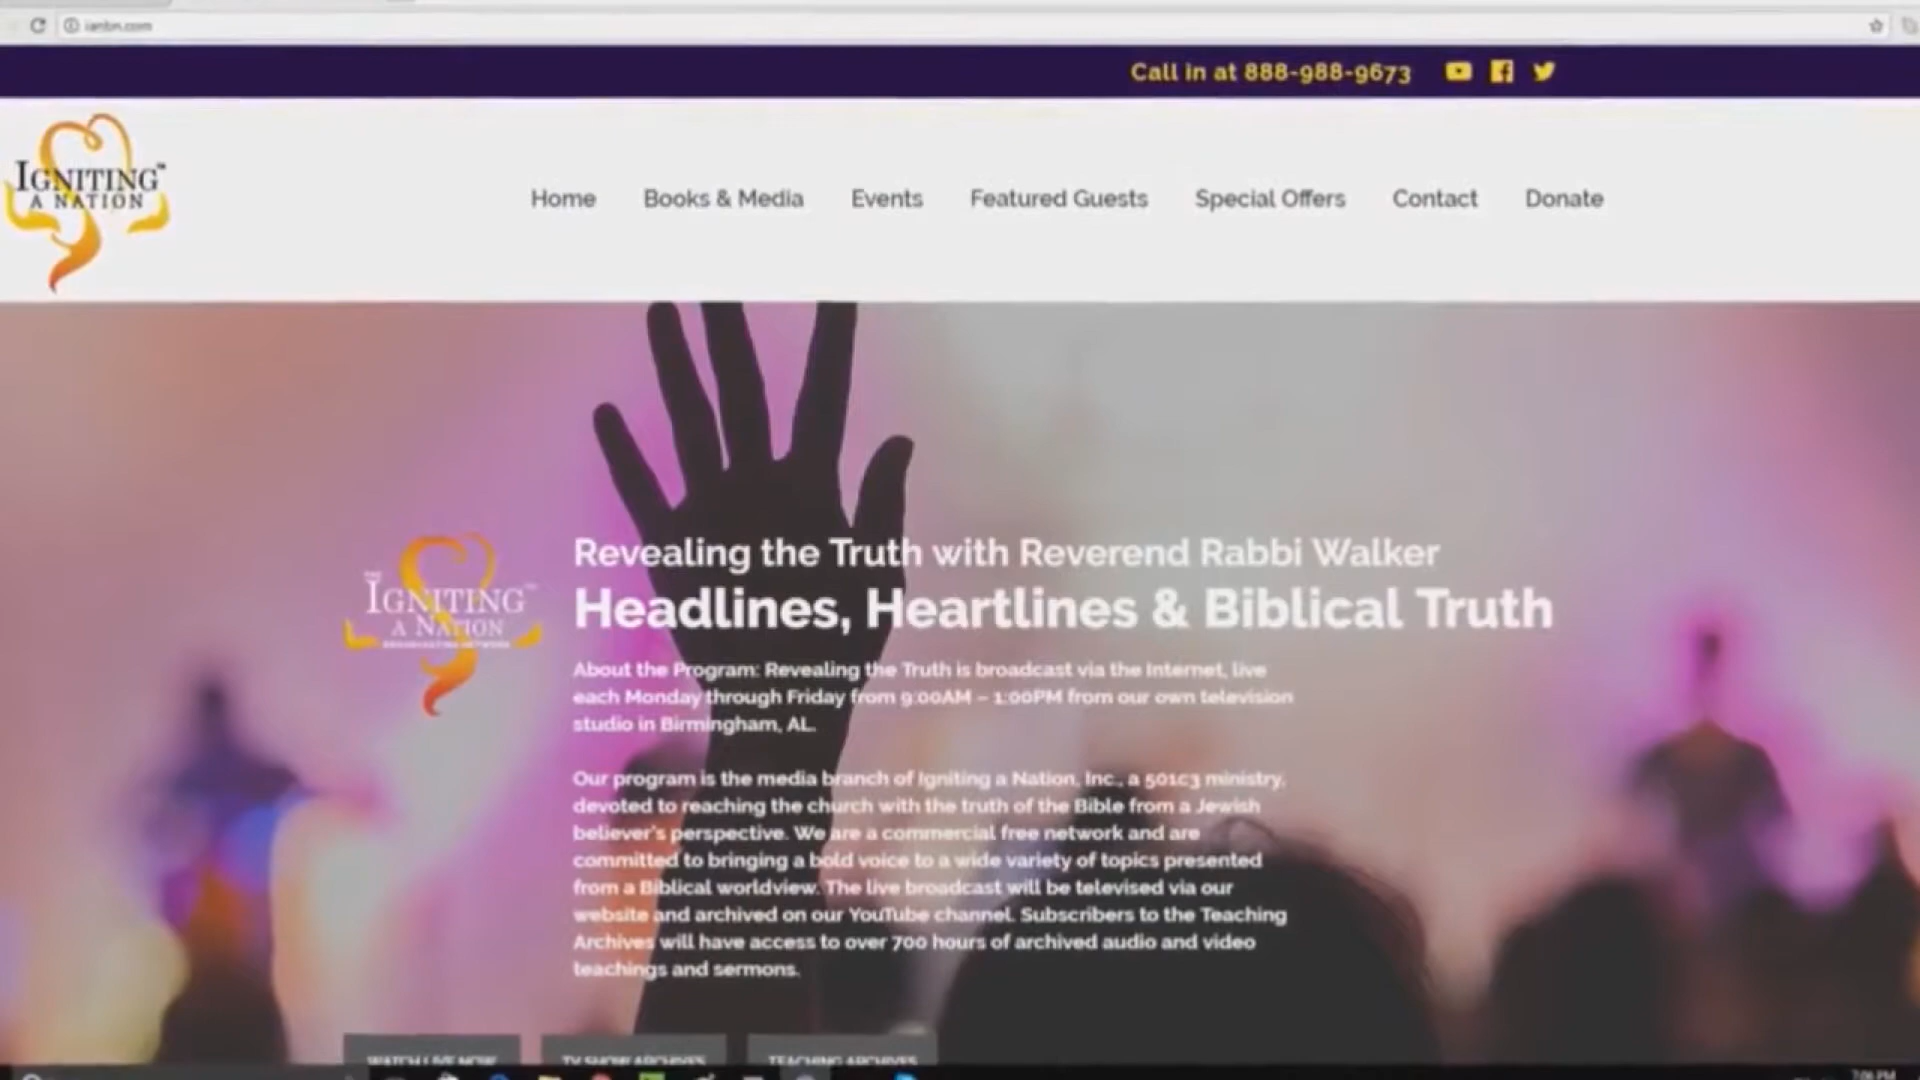 Call in at 888-988-9673
IGNITING™
A NATION
Home Books & Media Events Featured Guests Special Offers Contact Donate
Revealing the Truth with Reverend Rabbi Walker
Headlines, Heartlines & Biblical Truth
THE
IGNITING™
A NATION
BROADCASTING NETWORK
About the Program: Revealing the Truth is broadcast via the Internet, live
each Monday through Friday from 9:00AM – 1:00PM from our own television
studio in Birmingham, AL.
Our program is the media branch of Igniting a Nation, Inc., a 501c3 ministry,
devoted to reaching the church with the truth of the Bible from a Jewish
believer's perspective. We are a commercial free network and are
committed to bringing a bold voice to a wide variety of topics presented
from a Biblical worldview. The live broadcast will be televised via our
website and archived on our YouTube channel. Subscribers to the Teaching
Archives will have access to over 700 hours of archived audio and video
teachings and sermons.
WATCH LIVE NOW TV SHOW ARCHIVES TEACHING ARCHIVES